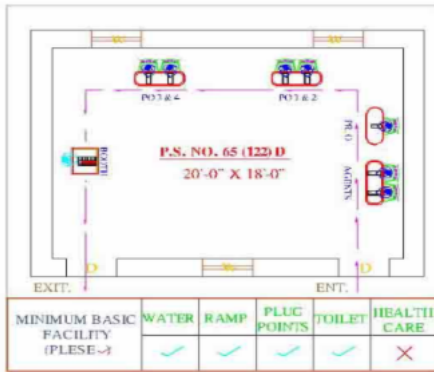 W
W
PO 3 & 4
PO 1 & 2
PR.O
BOOTH
P.S. NO. 65 (122) D
20'-0" X 18'-0"
AGENTS
D
W
D
EXIT.
ENT.
MINIMUM BASIC
FACILITY
(PLESE ✓)
WATER
RAMP
PLUG
POINTS
TOILET
HEALTH
CARE
✓ ✓ ✓ ✓ ✗